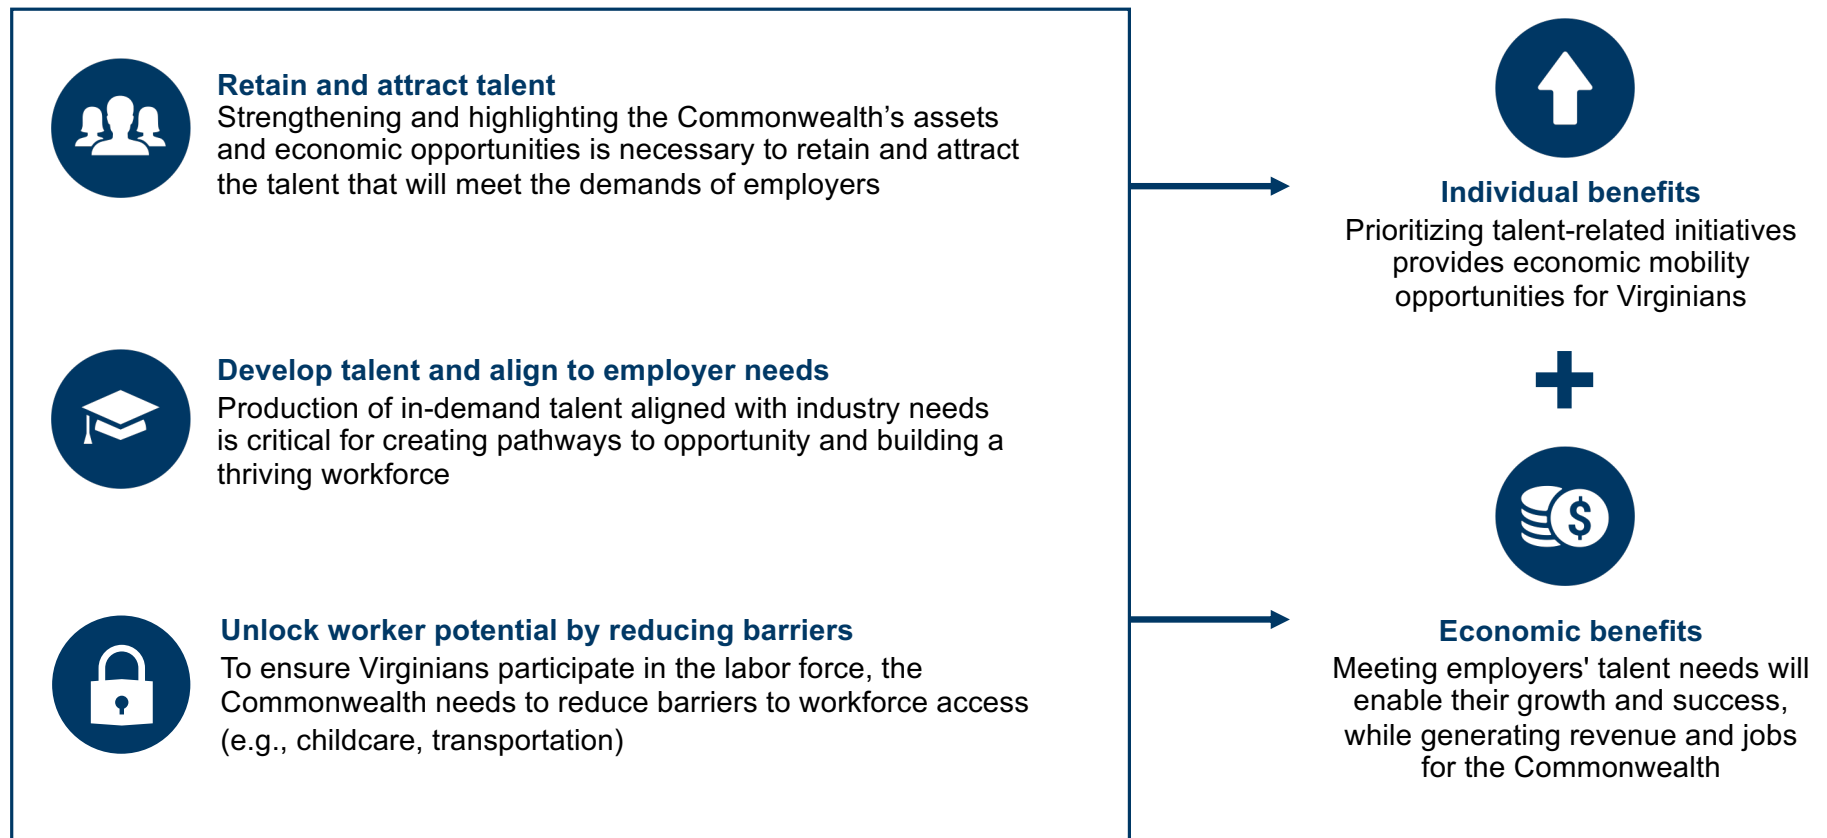 Retain and attract talent
Strengthening and highlighting the Commonwealth’s assets
and economic opportunities is necessary to retain and attract
the talent that will meet the demands of employers
Develop talent and align to employer needs
Production of in-demand talent aligned with industry needs
is critical for creating pathways to opportunity and building a
thriving workforce
Unlock worker potential by reducing barriers
To ensure Virginians participate in the labor force, the
Commonwealth needs to reduce barriers to workforce access
(e.g., childcare, transportation)
Individual benefits
Prioritizing talent-related initiatives
provides economic mobility
opportunities for Virginians
+
$
Economic benefits
Meeting employers' talent needs will
enable their growth and success,
while generating revenue and jobs
for the Commonwealth